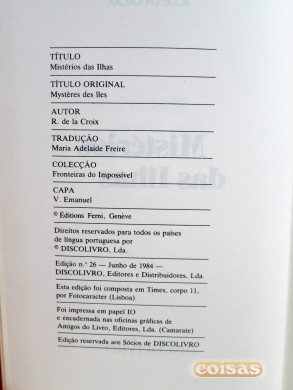 TÍTULO
Mistérios das Ilhas
TÍTULO ORIGINAL
Mystères des Iles
AUTOR
R. de la Croix
TRADUÇÃO
Maria Adelaide Freire
COLECÇÃO
Fronteiras do Impossível
CAPA
V. Emanuel
© Éditions Ferni, Genève
Direitos reservados para todos os países
de língua portuguesa por
© DISCOLIVRO
Edição n.º 26 — Junho de 1984 —
DISCOLIVRO, Editores e Distribuidores, Lda.
Esta edição foi composta em Times, corpo 11,
por Fotocaracter (Lisboa)
Foi impressa em papel IO
e encadernada nas oficinas gráficas de
Amigos do Livro, Editores, Lda. (Camarate)
Edição reservada aos Sócios de DISCOLIVRO
coisas